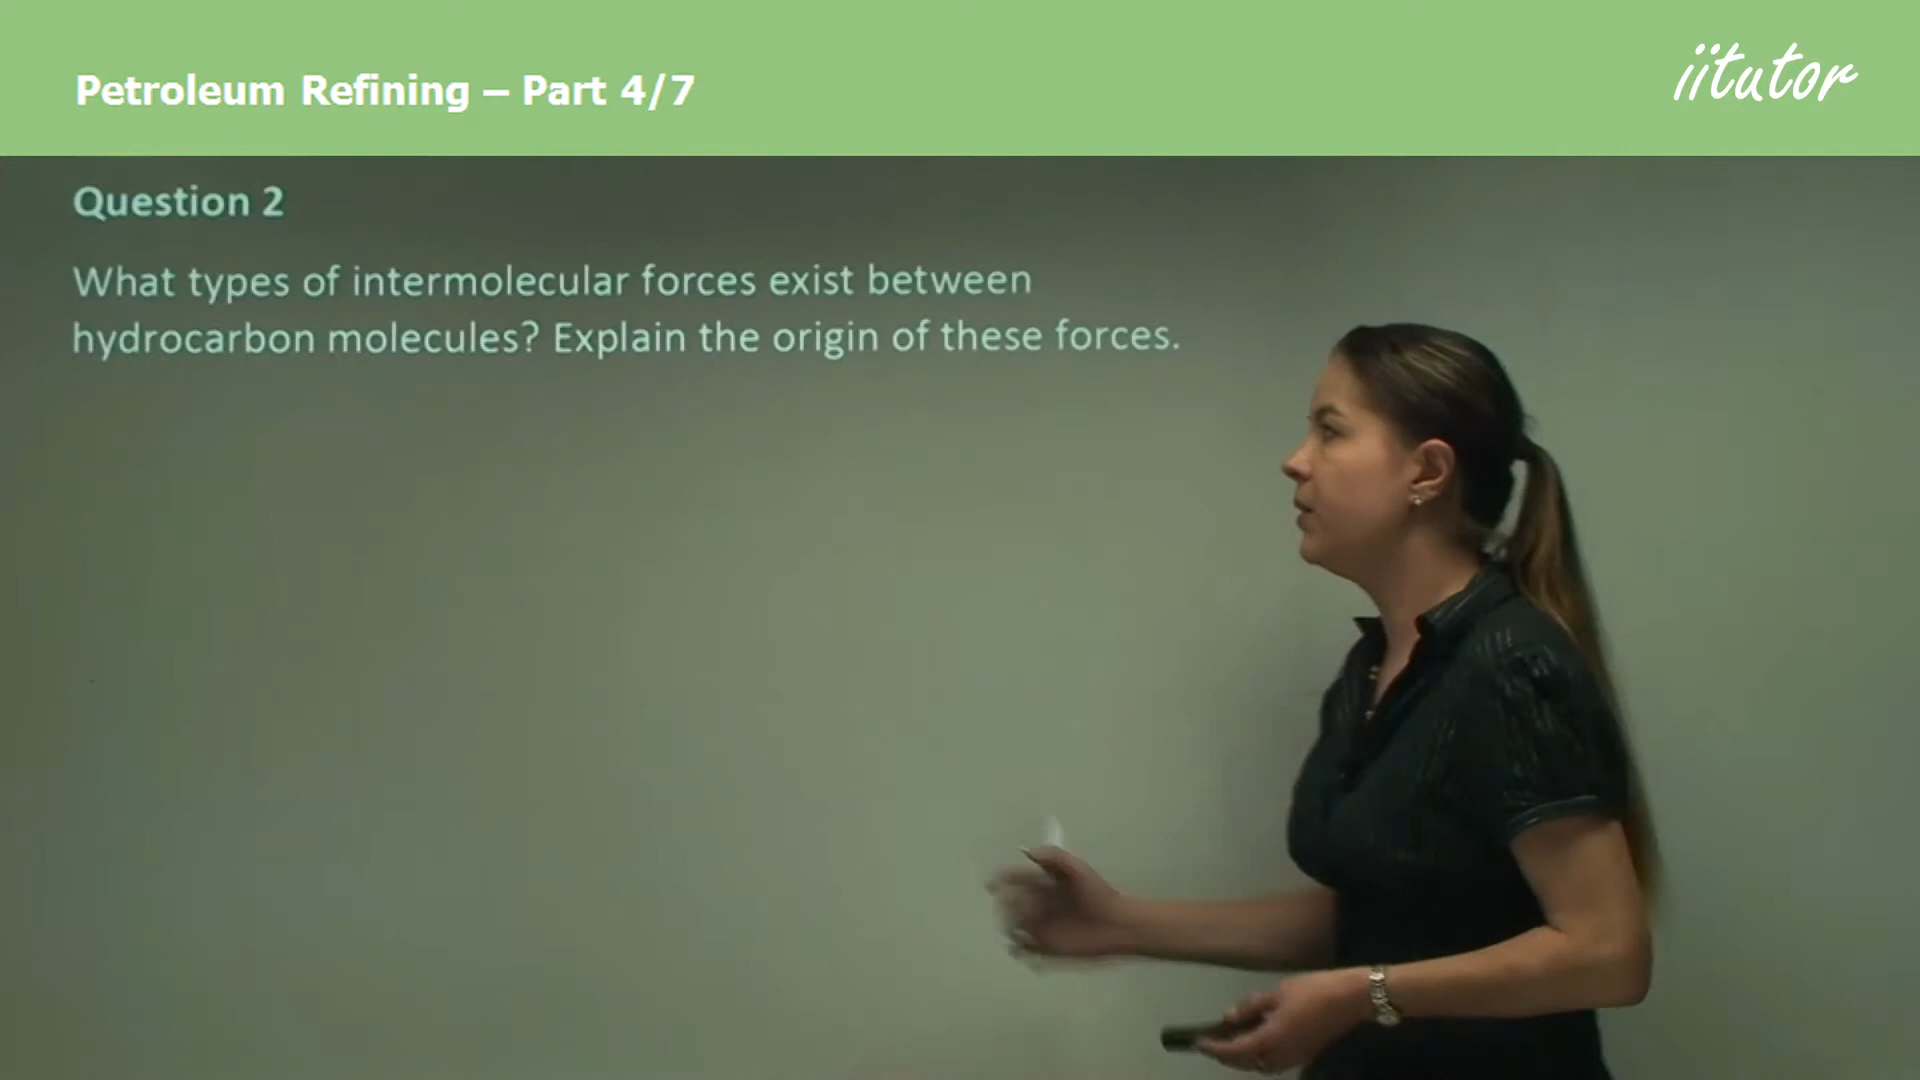 Petroleum Refining – Part 4/7
iitutor
Question 2
What types of intermolecular forces exist between
hydrocarbon molecules? Explain the origin of these forces.